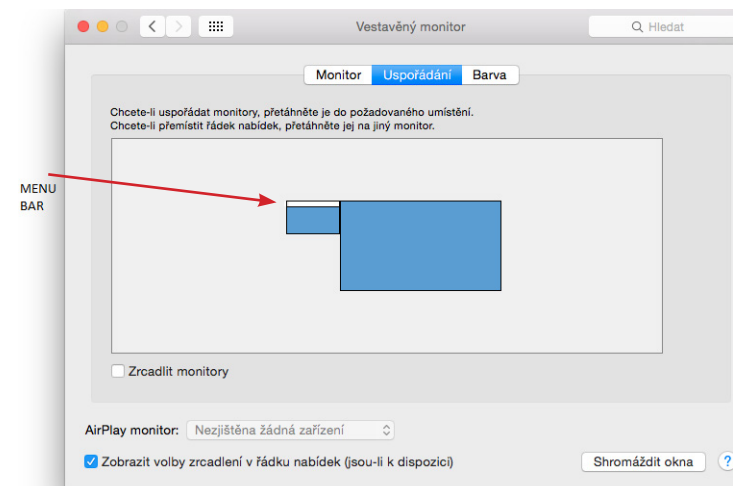 Vestavěný monitor
Hledat
Monitor Uspořádání Barva
Chcete-li uspořádat monitory, přetáhněte je do požadovaného umístění.
Chcete-li přemístit řádek nabídek, přetáhněte jej na jiný monitor.
MENU
BAR
Zrcadlit monitory
AirPlay monitor: Nezjištěna žádná zařízení
Zobrazit volby zrcadlení v řádku nabídek (jsou-li k dispozici)
Shromáždit okna ?